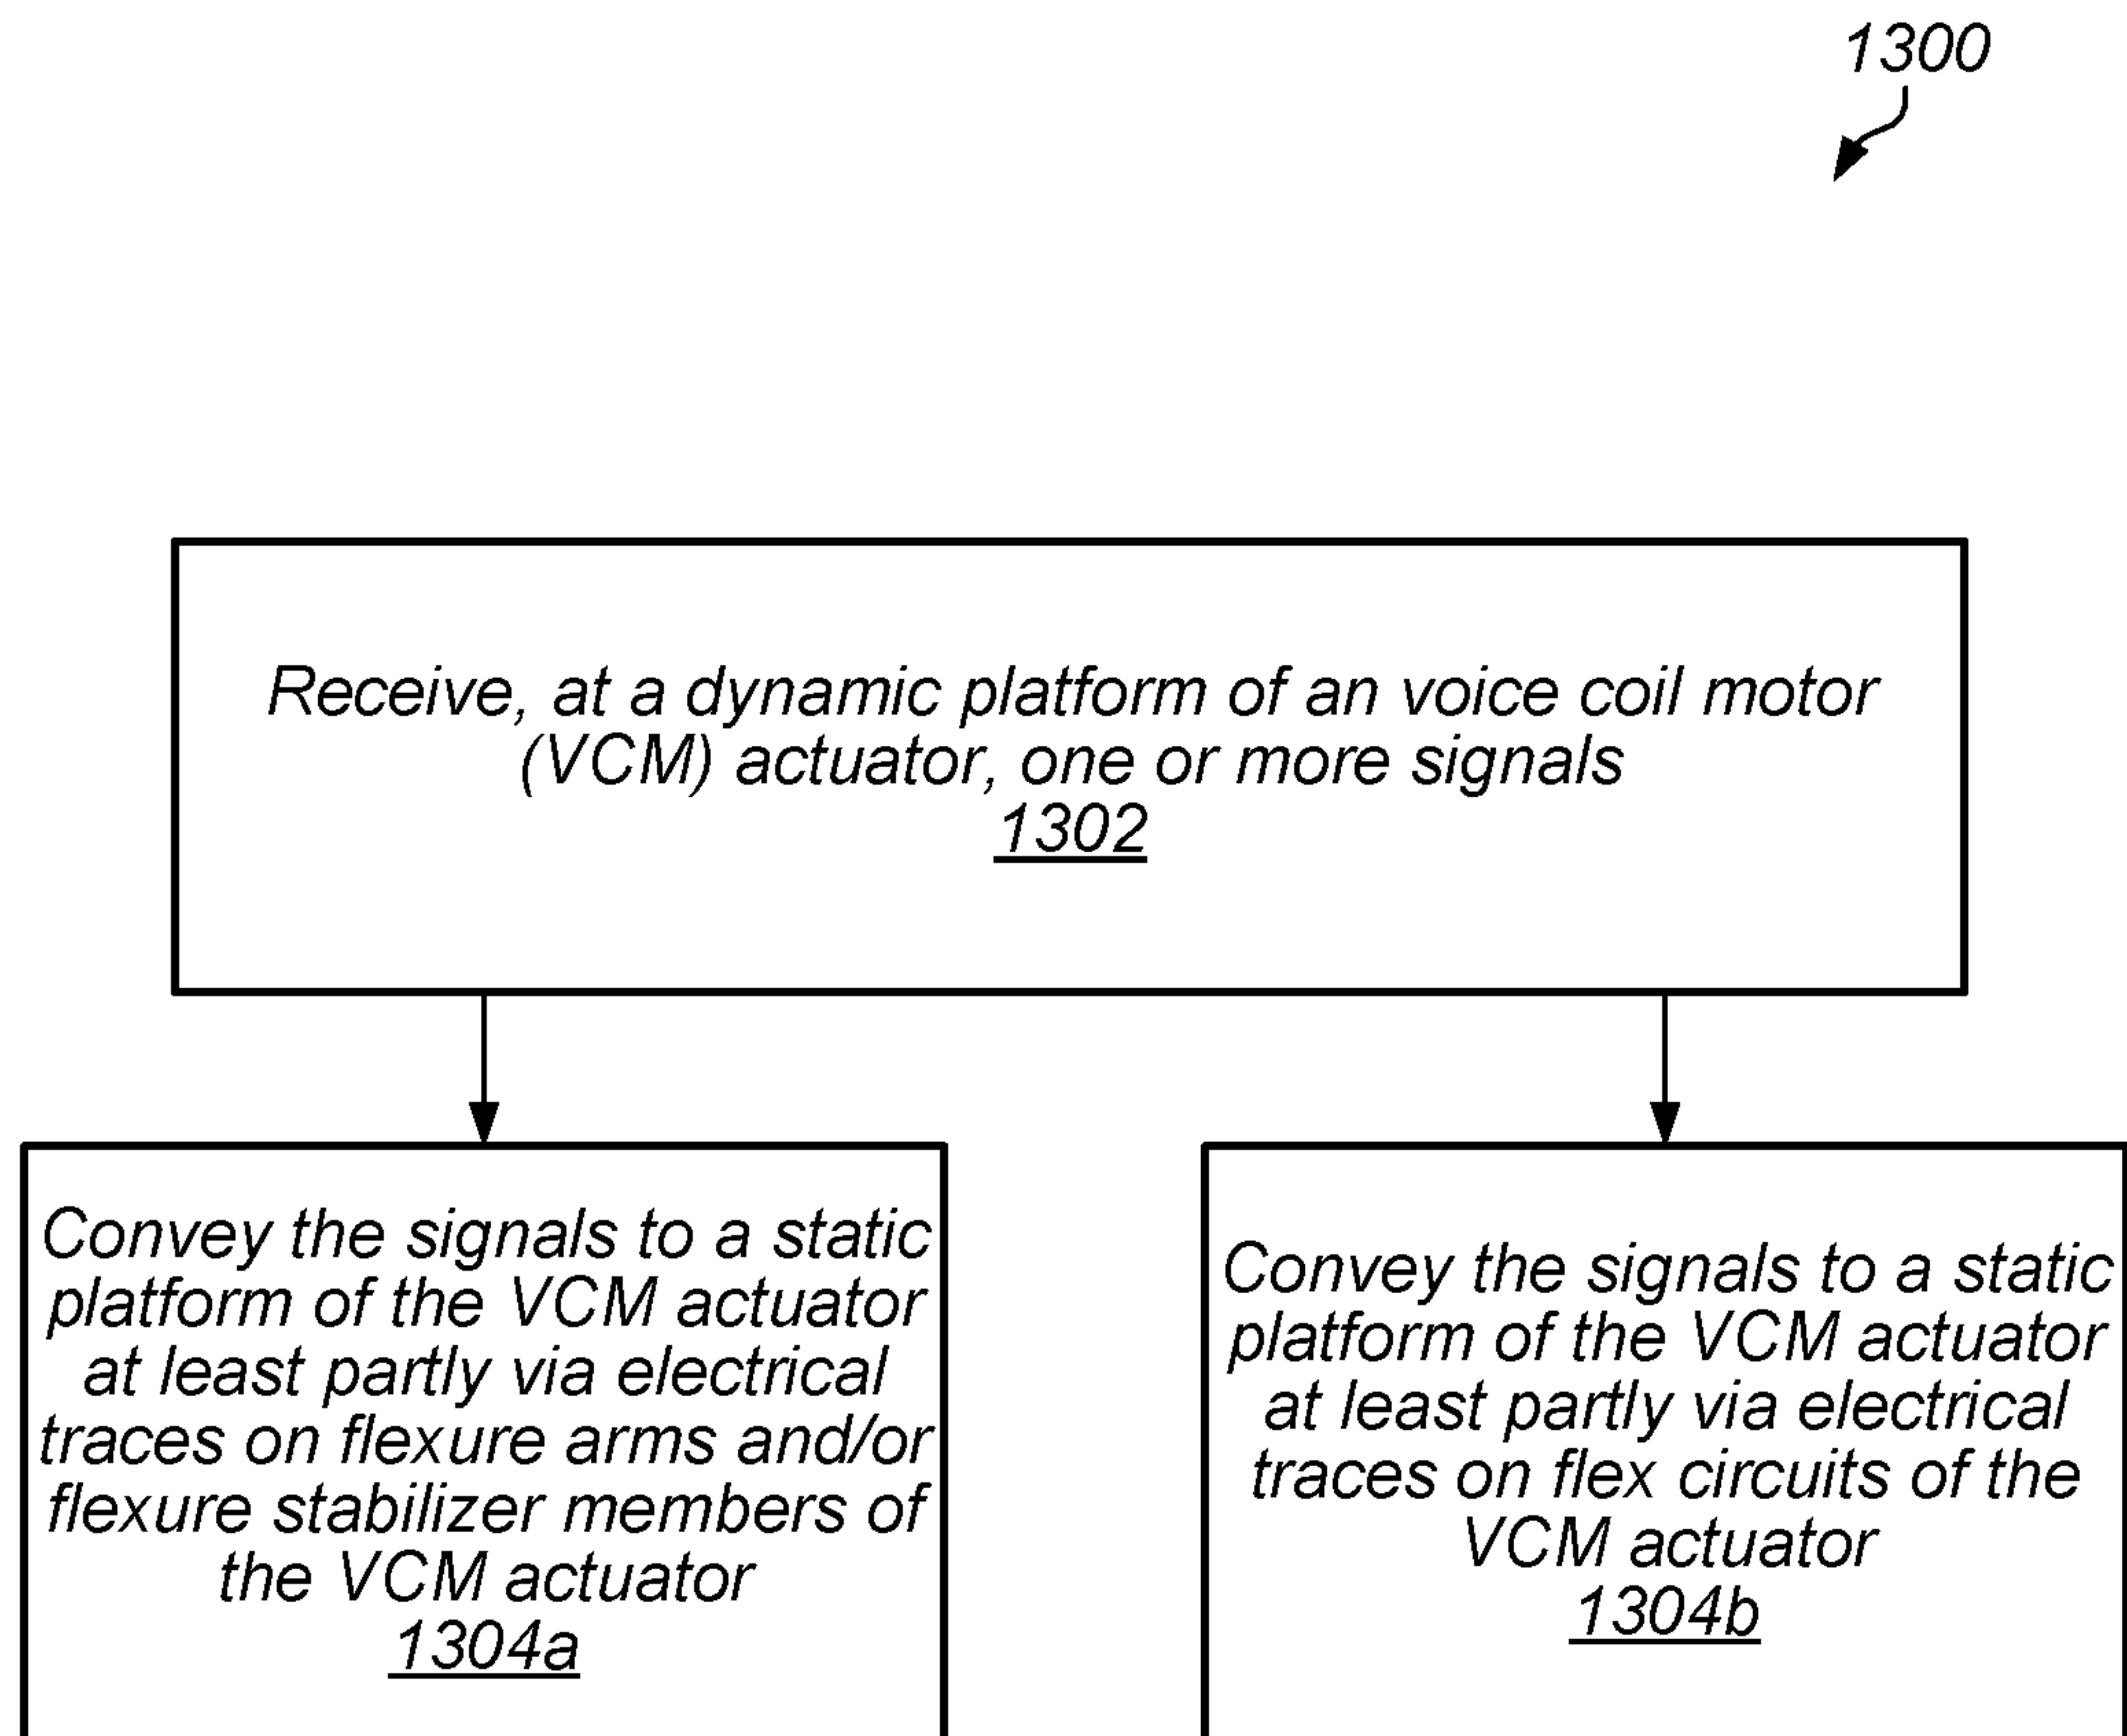 1300
Receive, at a dynamic platform of an voice coil motor
(VCM) actuator, one or more signals
1302
Convey the signals to a static
platform of the VCM actuator
at least partly via electrical
traces on flexure arms and/or
flexure stabilizer members of
the VCM actuator
1304a
Convey the signals to a static
platform of the VCM actuator
at least partly via electrical
traces on flex circuits of the
VCM actuator
1304b